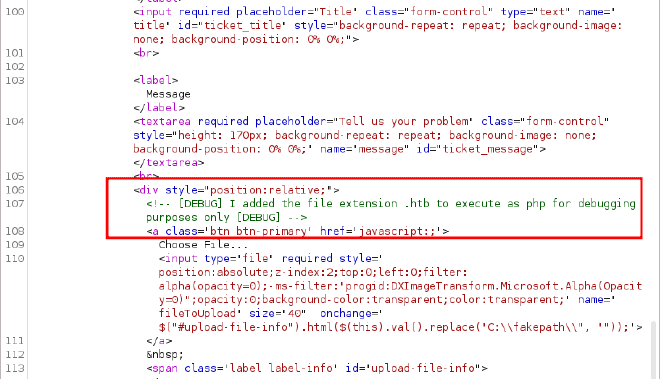 </label>
100 <input required placeholder="Title" class="form-control" type="text" name='
title' id="ticket_title" style="background-repeat: repeat; background-image:
none; background-position: 0% 0%;">
101 <br>
102
103 <label>
Message
</label>
104 <textarea required placeholder="Tell us your problem" class="form-control"
style="height: 170px; background-repeat: repeat; background-image: none;
background-position: 0% 0%;' name="message" id="ticket_message">
</textarea>
105 <br>
106 <div style="position:relative;">
107 <!-- [DEBUG] I added the file extension .htb to execute as php for debugging
purposes only [DEBUG] -->
108 <a class='btn btn-primary' href='javascript:;'>
109 Choose File...
110 <input type="file" required style='
position:absolute;z-index:2;top:0;left:0;filter:
alpha(opacity=0);-ms-filter:"progid:DXImageTransform.Microsoft.Alpha(Opacit
y=0)";opacity:0;background-color:transparent;color:transparent;' name='
fileToUpload' size="40" onchange='
$("#upload-file-info").html($(this).val().replace("C:\\fakepath\\", ""));'>
111 </a>
112 &nbsp;
113 <span class='label label-info' id="upload-file-info">